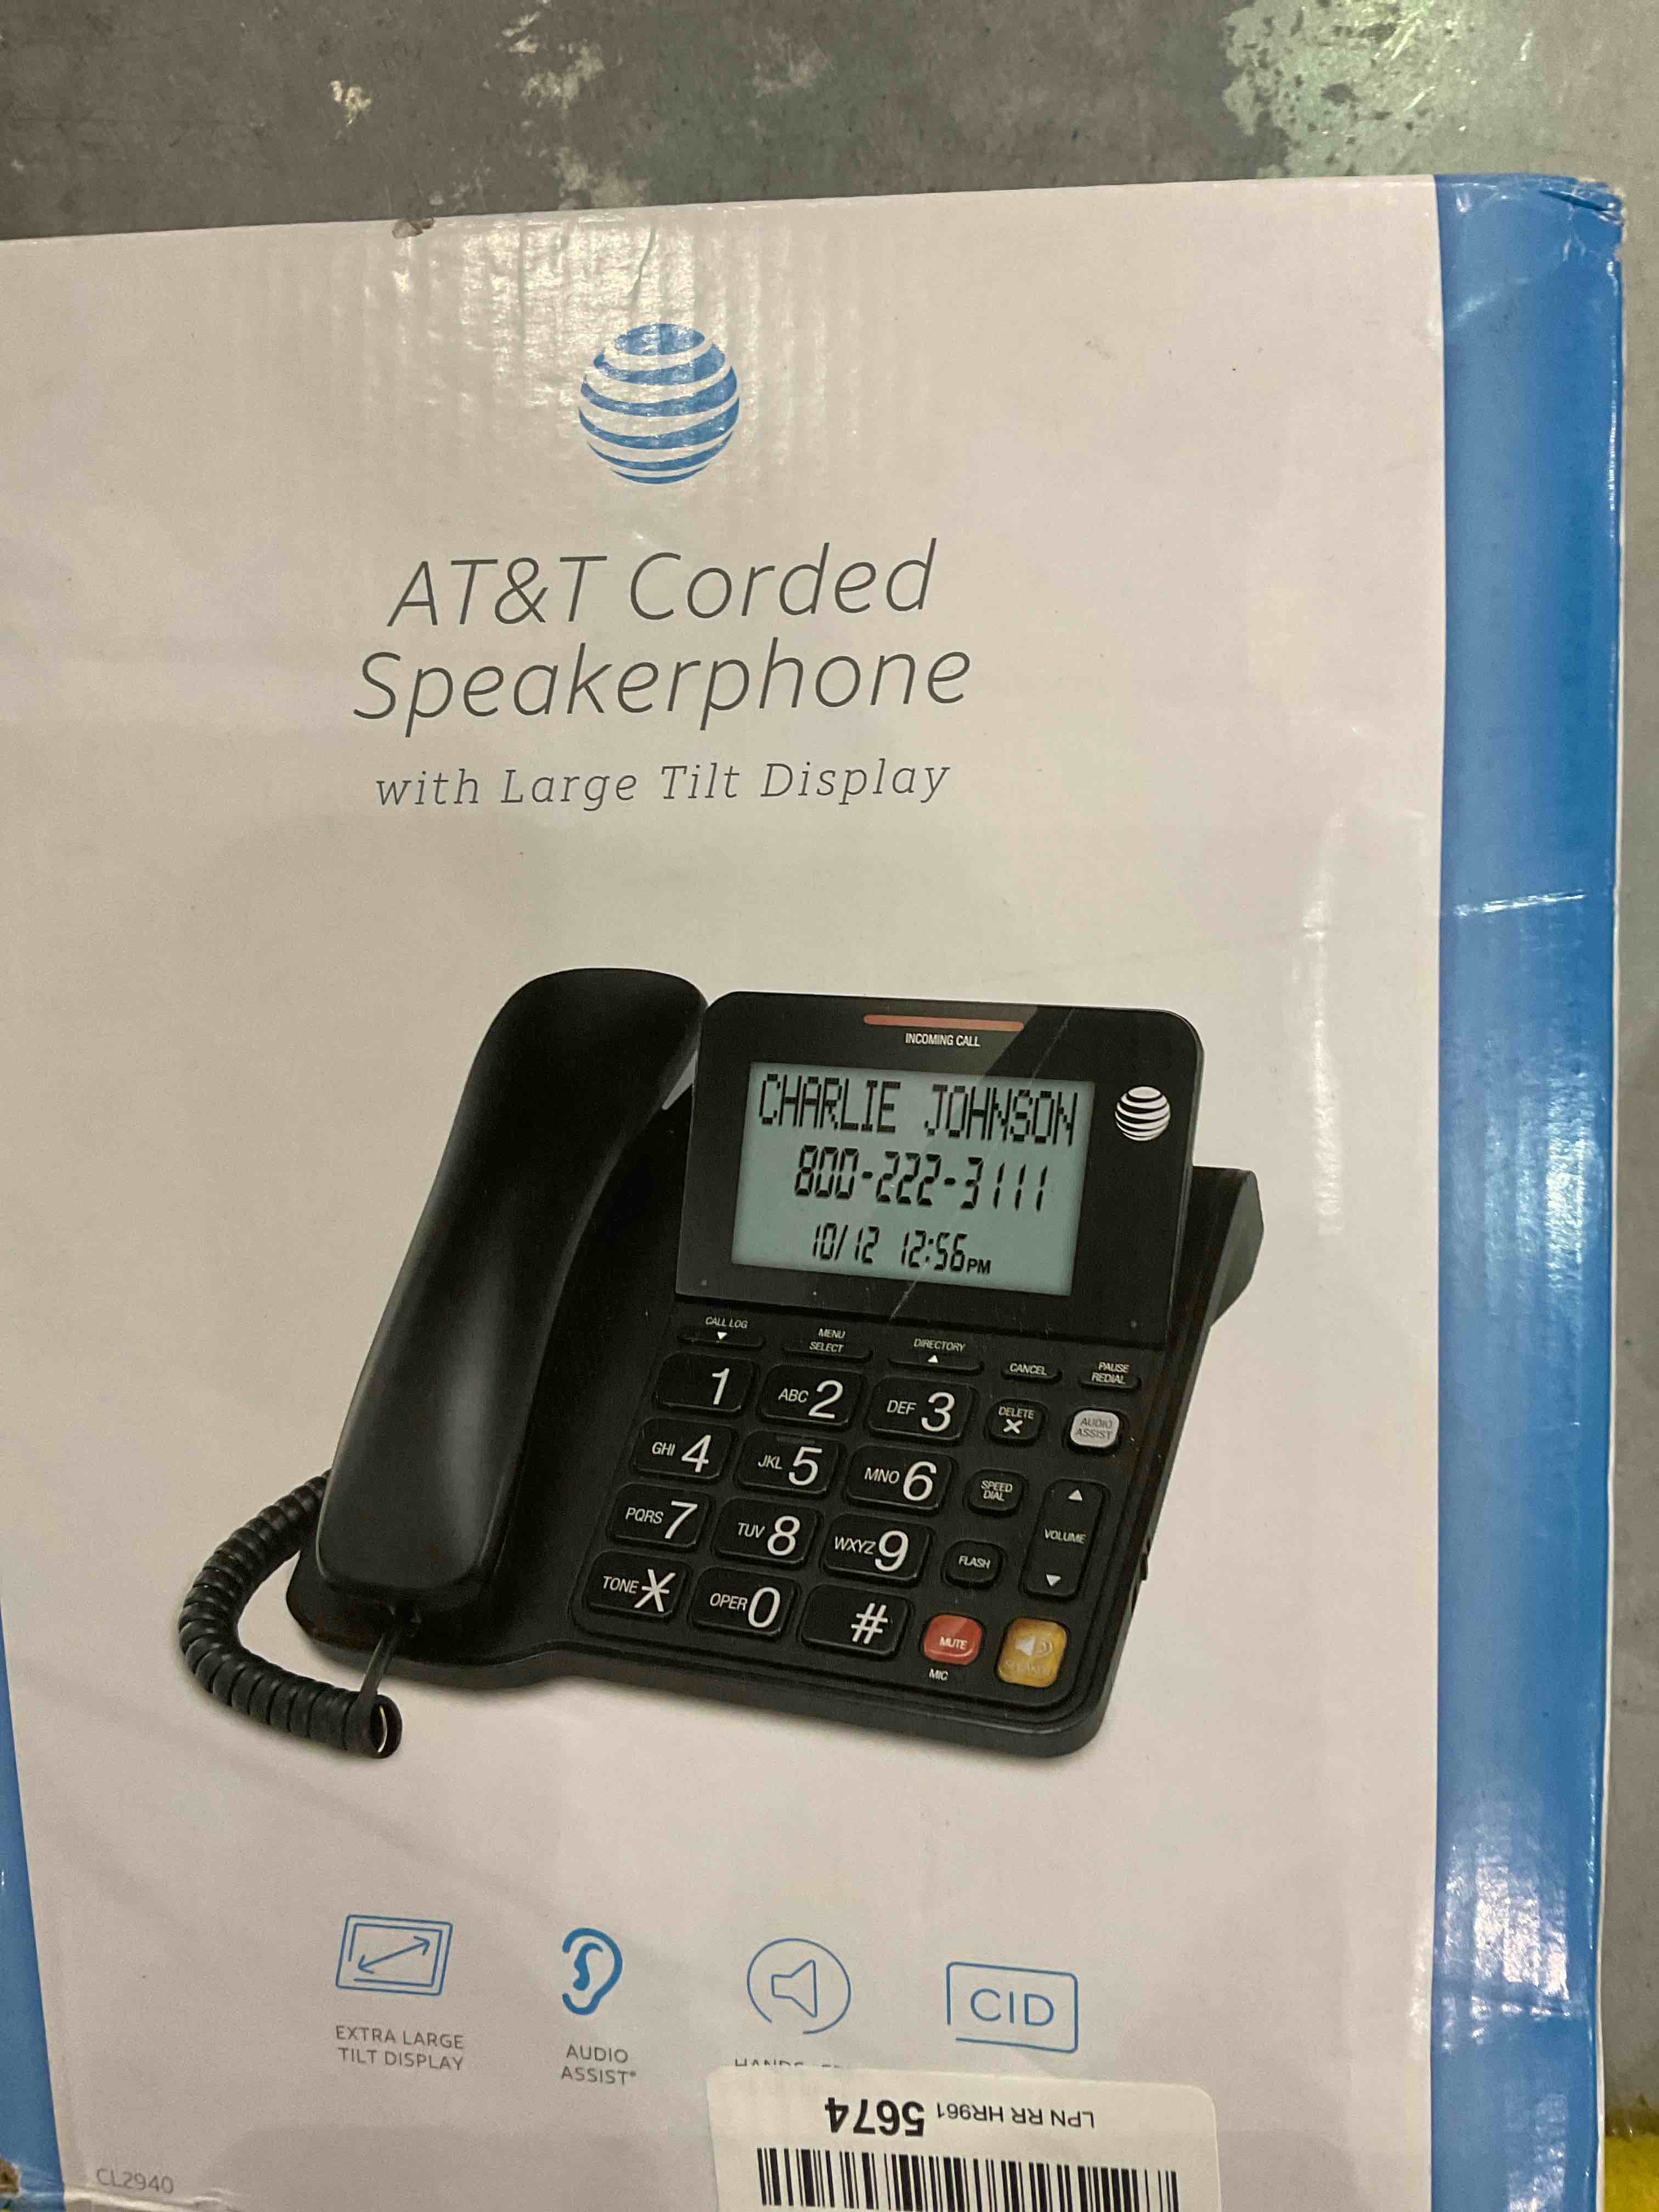 AT&T Corded
Speakerphone
with Large Tilt Display
INCOMING CALL
CHARLIE JOHNSON
800-222-3111
10/12 12:56PM
CALL LOG
MENU
SELECT
DIRECTORY
CANCEL
PAUSE
REDIAL
1
ABC 2
DEF 3
DELETE
X
AUDIO
ASSIST
GHI 4
JKL 5
MNO 6
SPEED
DIAL
PQRS 7
TUV 8
WXYZ 9
FLASH
VOLUME
TONE *
OPER 0
#
MUTE
MIC
SPEAKER
EXTRA LARGE
TILT DISPLAY
AUDIO
ASSIST®
CID
LPN RR HR961 5674
CL2940